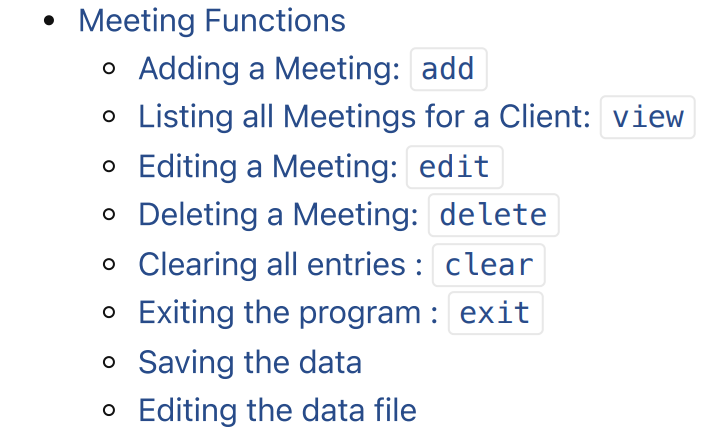 Meeting Functions
Adding a Meeting: add
Listing all Meetings for a Client: view
Editing a Meeting: edit
Deleting a Meeting: delete
Clearing all entries : clear
Exiting the program : exit
Saving the data
Editing the data file